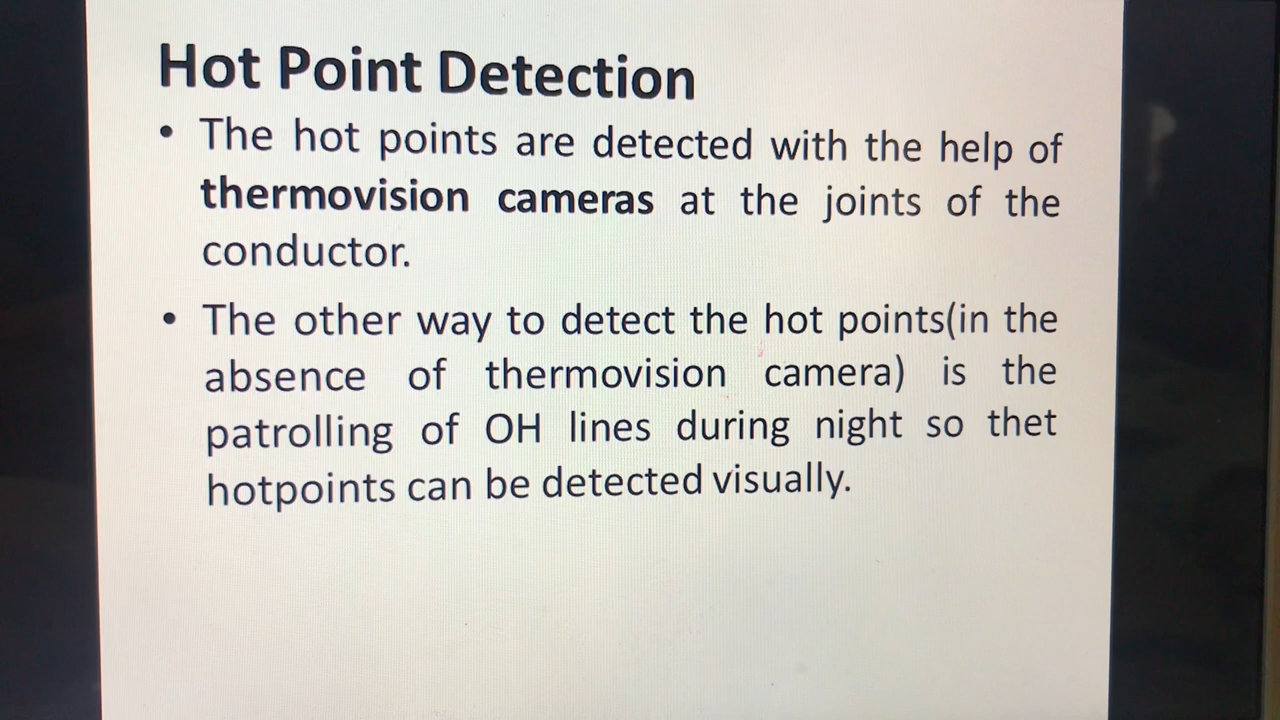 Hot Point Detection
• The hot points are detected with the help of
thermovision cameras at the joints of the
conductor.
• The other way to detect the hot points(in the
absence of thermovision camera) is the
patrolling of OH lines during night so thet
hotpoints can be detected visually.